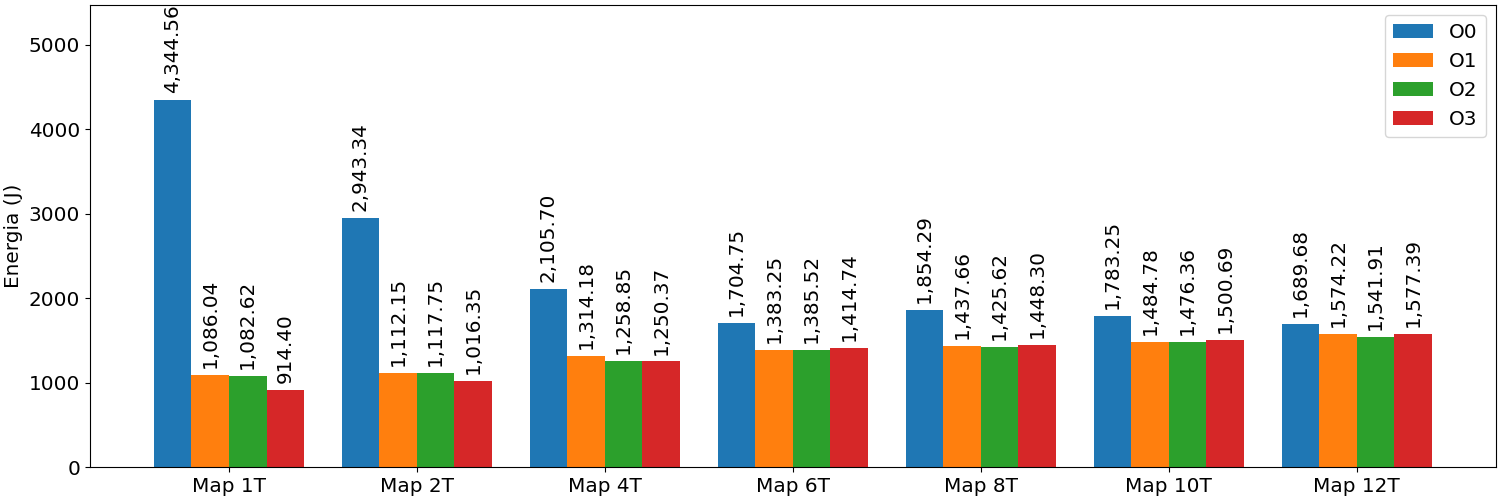 Energia (J)
5000
4000
3000
2000
1000
0
O0
O1
O2
O3
4,344.56
1,086.04
1,082.62
914.40
2,943.34
1,112.15
1,117.75
1,016.35
2,105.70
1,314.18
1,258.85
1,250.37
1,704.75
1,383.25
1,385.52
1,414.74
1,854.29
1,437.66
1,425.62
1,448.30
1,783.25
1,484.78
1,476.36
1,500.69
1,689.68
1,574.22
1,541.91
1,577.39
Map 1T
Map 2T
Map 4T
Map 6T
Map 8T
Map 10T
Map 12T